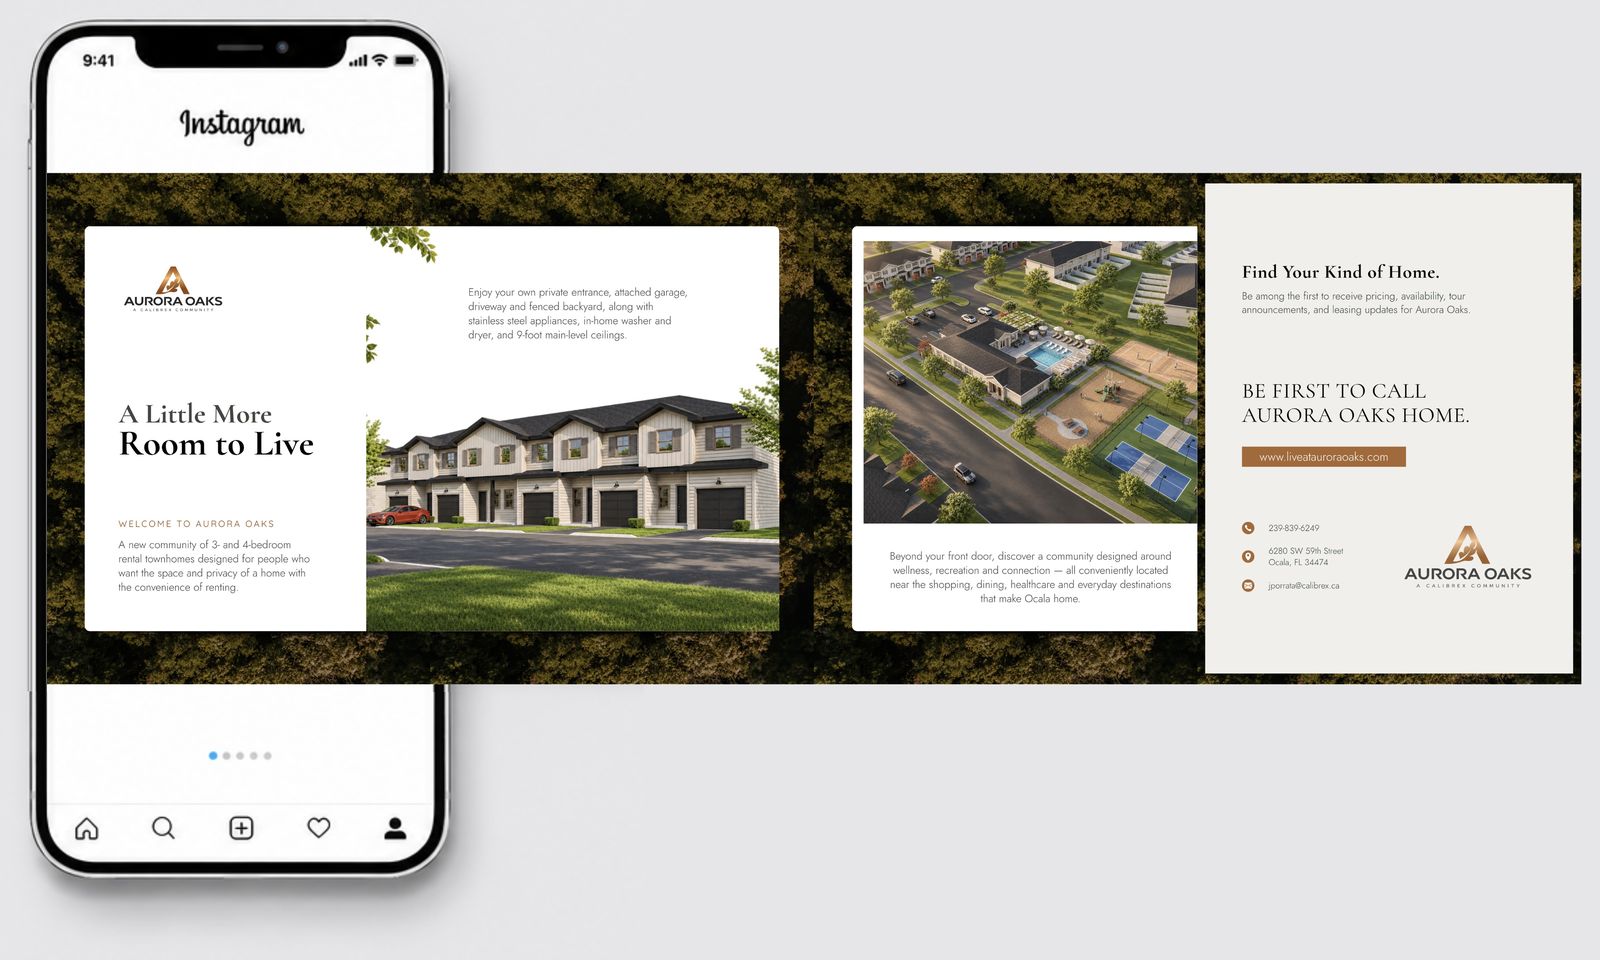 9:41
Instagram
AURORA OAKS
A CALIBREX COMMUNITY
A Little More
Room to Live
WELCOME TO AURORA OAKS
A new community of 3- and 4-bedroom
rental townhomes designed for people who
want the space and privacy of a home with
the convenience of renting.
Enjoy your own private entrance, attached garage,
driveway and fenced backyard, along with
stainless steel appliances, in-home washer and
dryer, and 9-foot main-level ceilings.
Beyond your front door, discover a community designed around
wellness, recreation and connection — all conveniently located
near the shopping, dining, healthcare and everyday destinations
that make Ocala home.
Find Your Kind of Home.
Be among the first to receive pricing, availability, tour
announcements, and leasing updates for Aurora Oaks.
BE FIRST TO CALL
AURORA OAKS HOME.
www.liveatauroraoaks.com
239-839-6249
6280 SW 59th Street
Ocala, FL 34474
jporrata@calibrex.ca
AURORA OAKS
A CALIBREX COMMUNITY